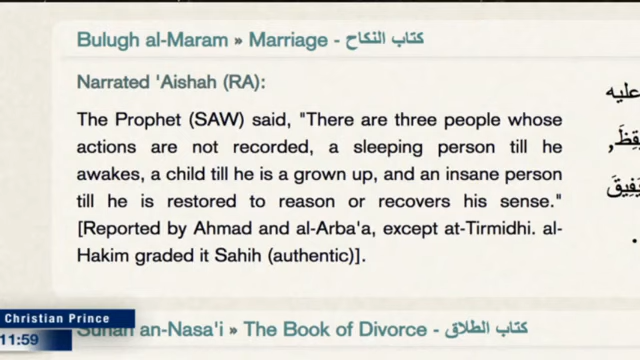 Bulugh al-Maram » Marriage - كتاب النكاح
Narrated 'Aishah (RA):
عليه
The Prophet (SAW) said, "There are three people whose
actions are not recorded, a sleeping person till he
awakes, a child till he is a grown up, and an insane person
till he is restored to reason or recovers his sense."
يَفِيقَ
[Reported by Ahmad and al-Arba'a, except at-Tirmidhi. al-
Hakim graded it Sahih (authentic)].
Christian Prince
11:59
Sunan an-Nasa'i » The Book of Divorce - كتاب الطلاق